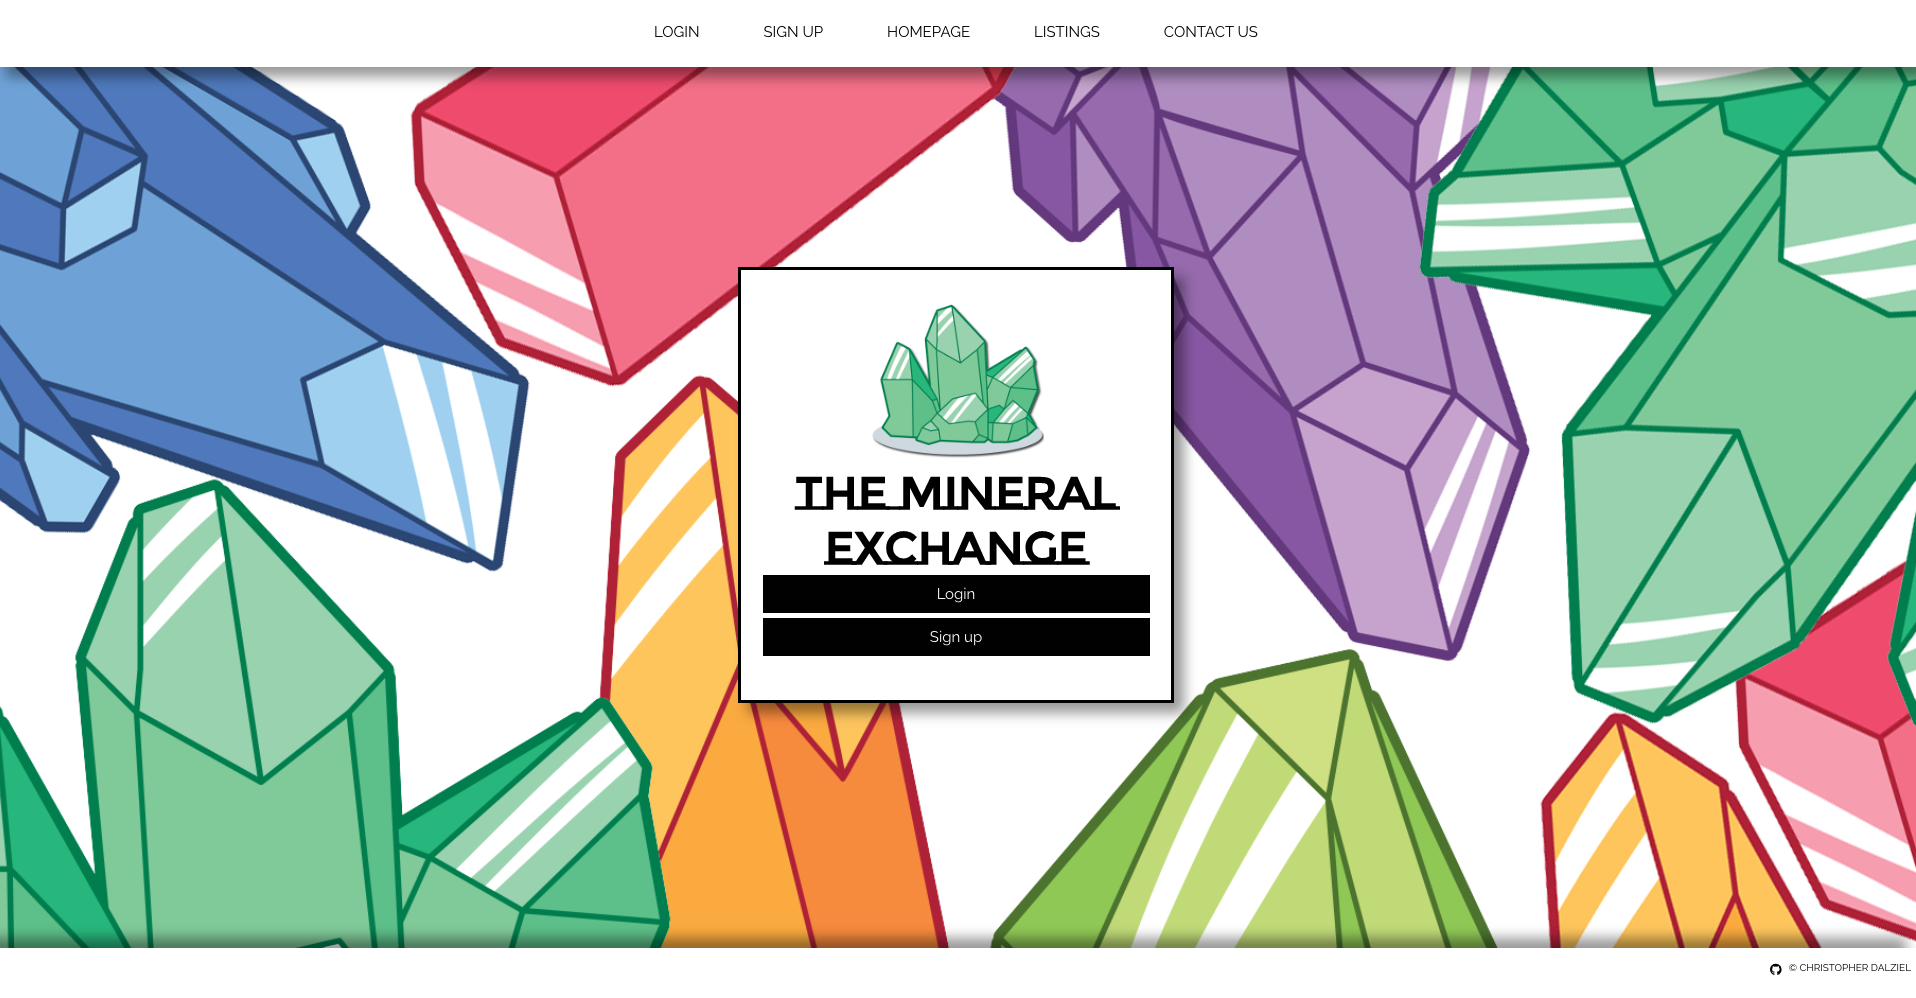 LOGIN SIGN UP HOMEPAGE LISTINGS CONTACT US
THE MINERAL
EXCHANGE
Login
Sign up
© CHRISTOPHER DALZIEL